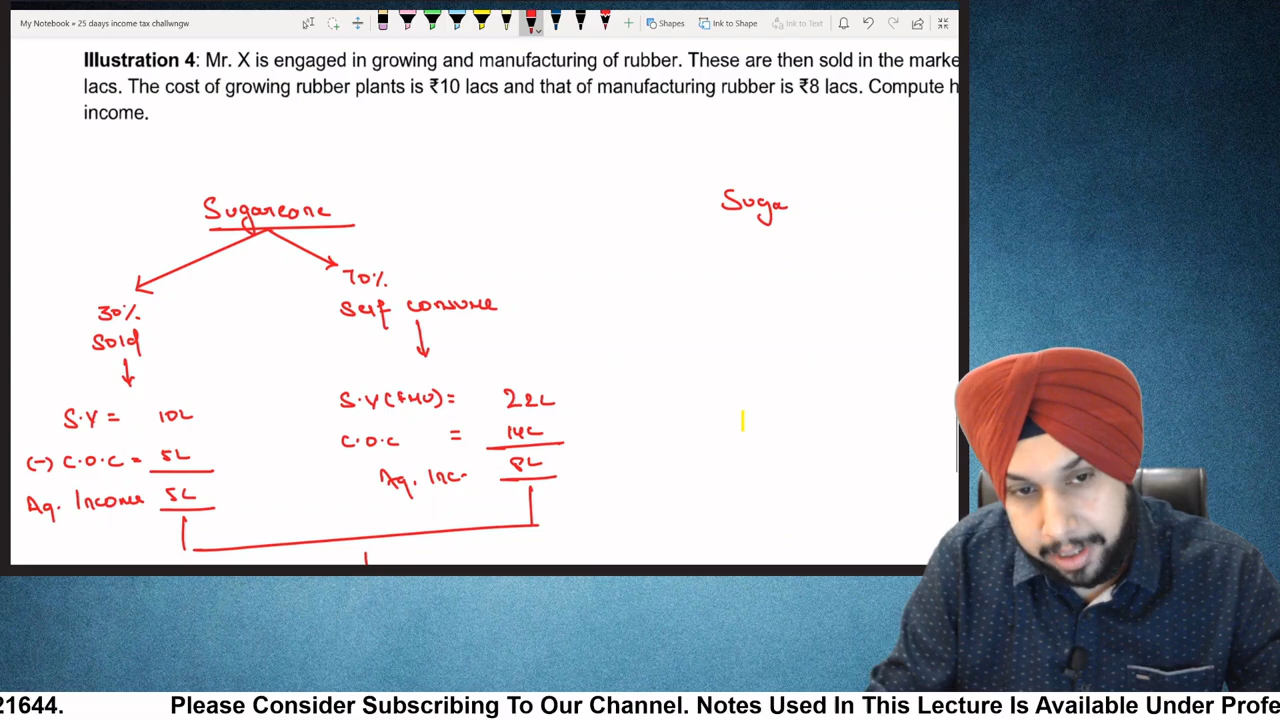 My Notebook » 25 daays income tax challwngw
Shapes
Ink to Shape
Ink to Text
Illustration 4: Mr. X is engaged in growing and manufacturing of rubber. These are then sold in the marke
lacs. The cost of growing rubber plants is ₹10 lacs and that of manufacturing rubber is ₹8 lacs. Compute h
income.
Sugarcane
Suga
30%
Sold
70%
Self consume
S.V = 10L
(-) C.O.C = 5L
Ag. Income 5L
S.V (FMV) = 22L
C.O.C = 14L
Ag. Inc. 8L
21644. Please Consider Subscribing To Our Channel. Notes Used In This Lecture Is Available Under Profe